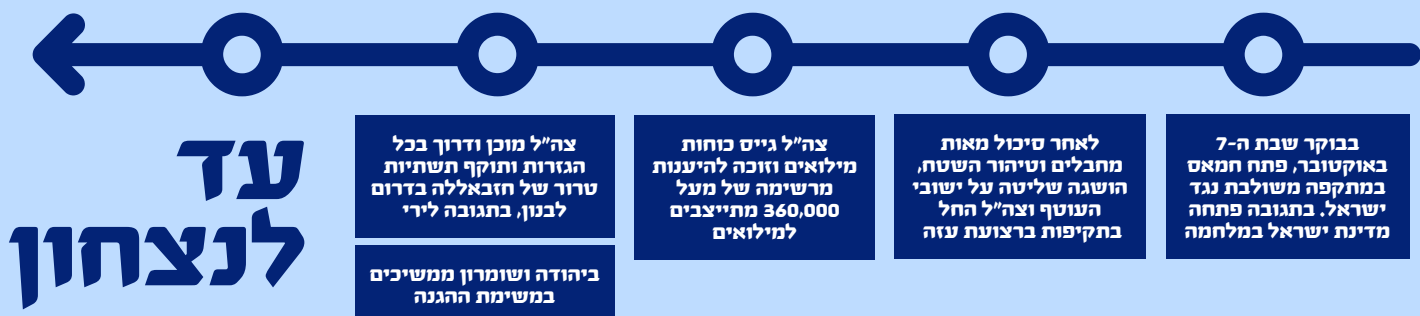 בבוקר שבת ה-7
באוקטובר, פתח חמאס
במתקפה משולבת נגד
ישראל. בתגובה פתחה
מדינת ישראל במלחמה
לאחר סיכול מאות
מחבלים וטיהור השטח,
הושגה שליטה על ישובי
העוטף וצה"ל החל
בתקיפות ברצועת עזה
צה"ל גייס כוחות
מילואים וזוכה להיענות
מרשימה של מעל
360,000 מתייצבים
למילואים
צה"ל מוכן ודרוך בכל
הגזרות ותוקף תשתיות
טרור של חזבאללה בדרום
לבנון, בתגובה לירי
ביהודה ושומרון ממשיכים
במשימת ההגנה
עד
לנצחון